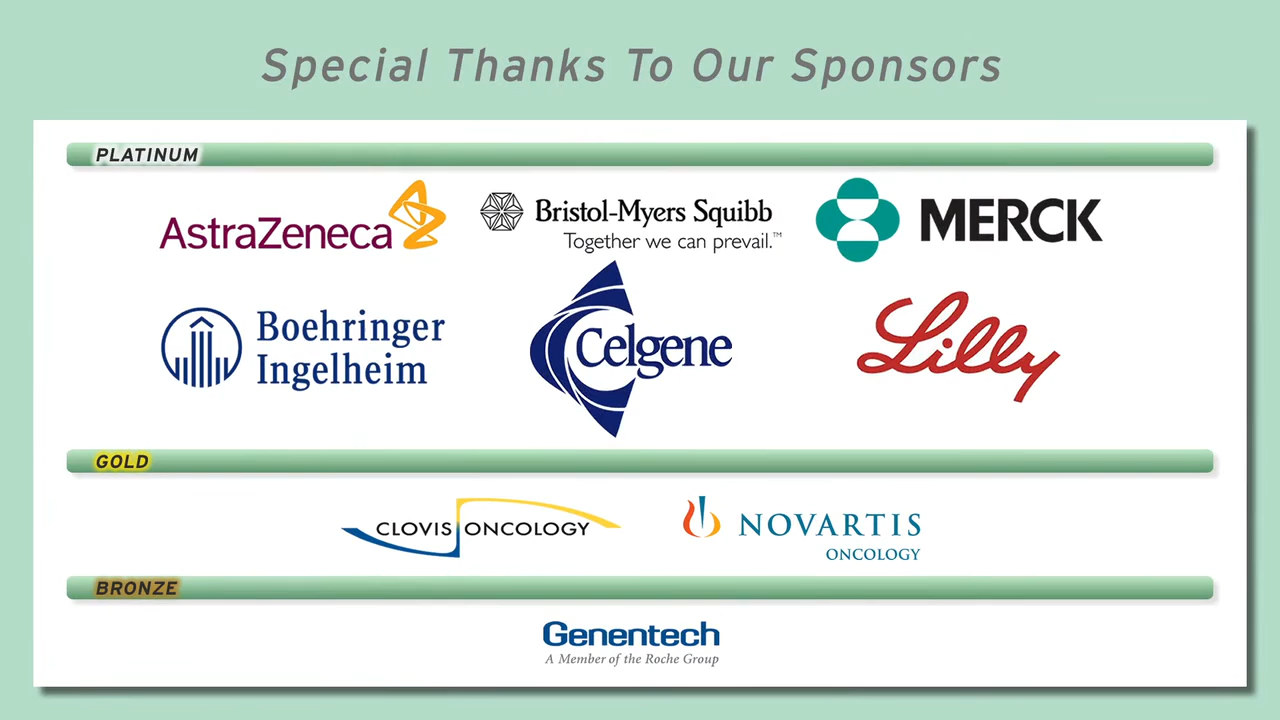 Special Thanks To Our Sponsors
PLATINUM
AstraZeneca
Bristol-Myers Squibb
Together we can prevail.™
MERCK
Boehringer
Ingelheim
Celgene
Lilly
GOLD
CLOVIS ONCOLOGY
NOVARTIS
ONCOLOGY
BRONZE
Genentech
A Member of the Roche Group